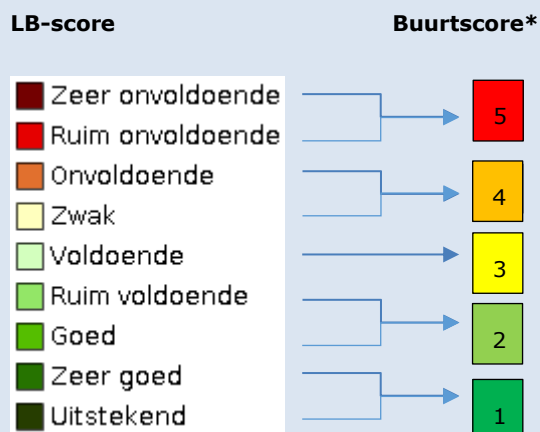 LB-score Buurtscore*
Zeer onvoldoende
Ruim onvoldoende
5
Onvoldoende
Zwak
4
Voldoende
3
Ruim voldoende
Goed
2
Zeer goed
Uitstekend
1